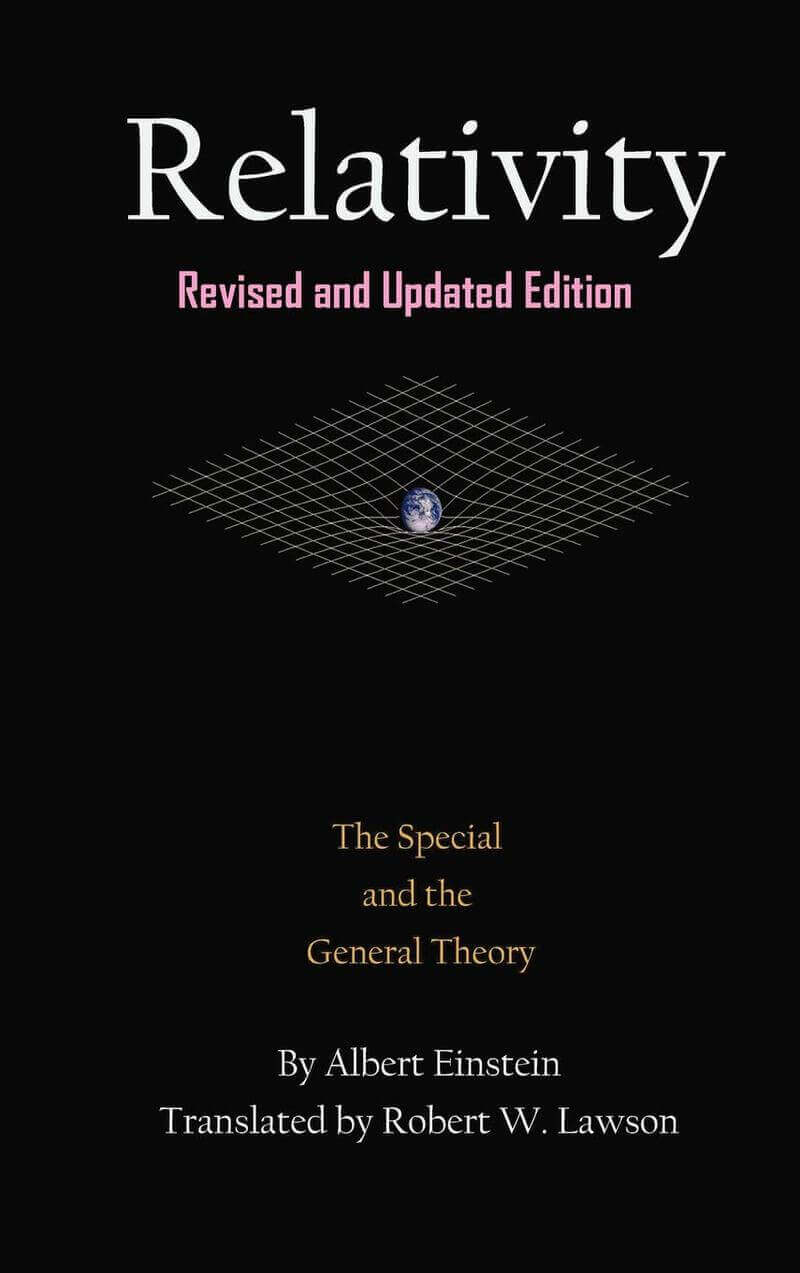 Relativity
Revised and Updated Edition
The Special
and the
General Theory
By Albert Einstein
Translated by Robert W. Lawson